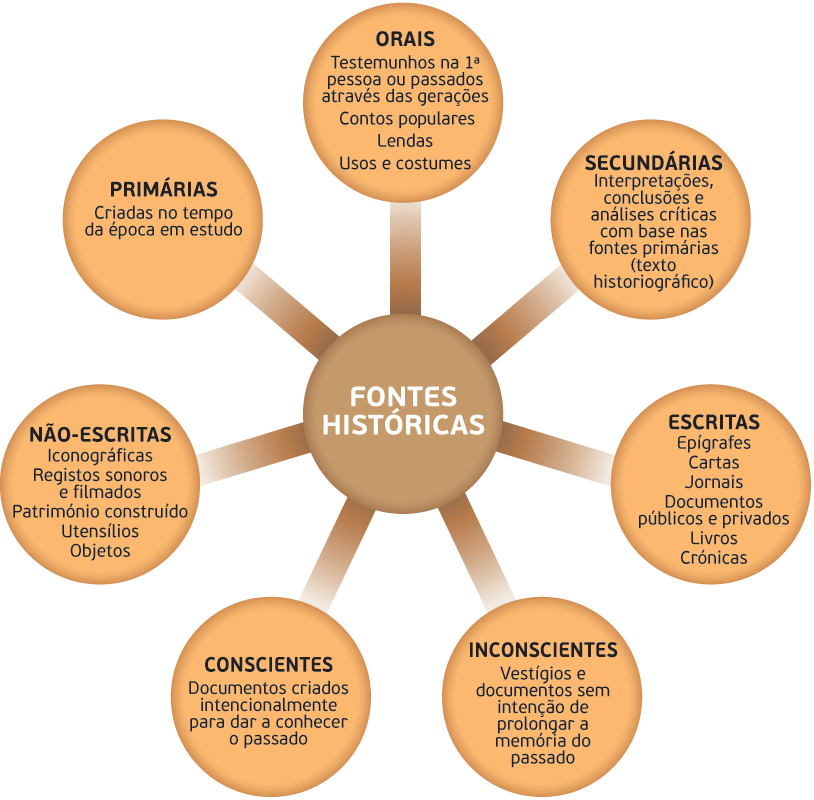 ORAIS
Testemunhos na 1ª
pessoa ou passados
através das gerações
Contos populares
Lendas
Usos e costumes
PRIMÁRIAS
Criadas no tempo
da época em estudo
SECUNDÁRIAS
Interpretações,
conclusões e
análises críticas
com base nas
fontes primárias
(texto
historiográfico)
FONTES
HISTÓRICAS
NÃO-ESCRITAS
Iconográficas
Registos sonoros
e filmados
Património construído
Utensílios
Objetos
ESCRITAS
Epígrafes
Cartas
Jornais
Documentos
públicos e privados
Livros
Crónicas
CONSCIENTES
Documentos criados
intencionalmente
para dar a conhecer
o passado
INCONSCIENTES
Vestígios e
documentos sem
intenção de
prolongar a
memória do
passado